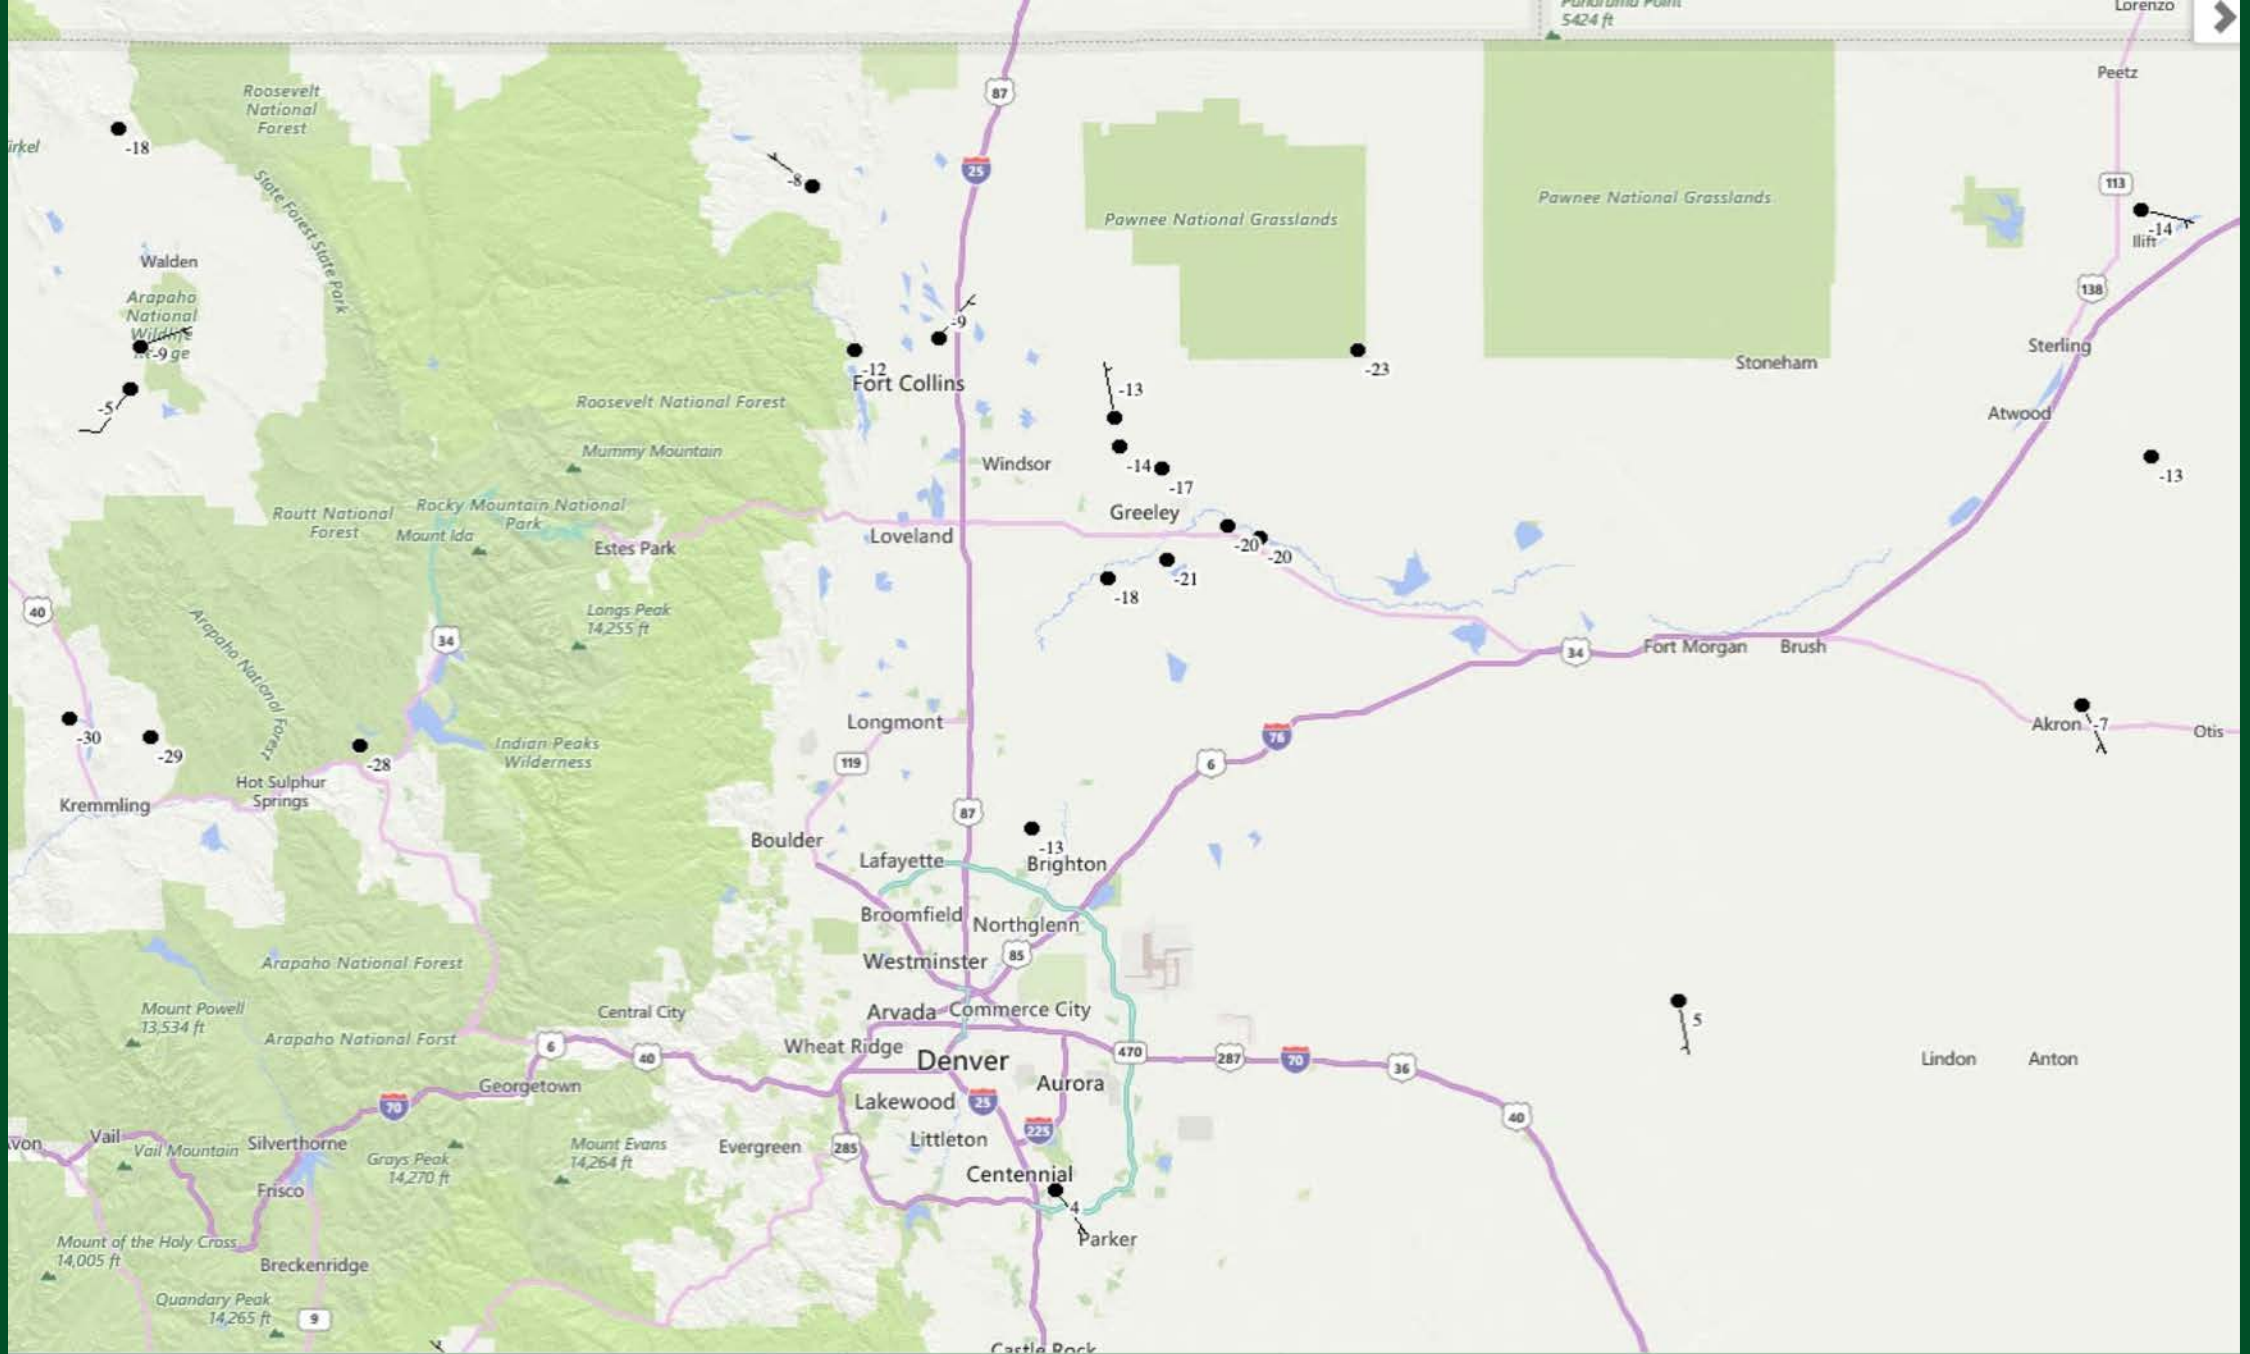 Panorama Point
5424 ft
Lorenzo
Peetz
87
Roosevelt
National
Forest
-18
irkel
25
-8
State Forest State Park
113
Pawnee National Grasslands
Pawnee National Grasslands
-14
Iliff
Walden
138
Arapaho
National
Wildlife
-9
-9
-12
Fort Collins
-23
Stoneham
Sterling
-5
Roosevelt National Forest
-13
Atwood
Mummy Mountain
Windsor
-14
-17
-13
Rocky Mountain National
Park
Routt National
Forest
Mount Ida
Greeley
Estes Park
Loveland
-20
-20
-21
-18
40
Arapaho National Forest
Longs Peak
14,255 ft
34
34
Fort Morgan
Brush
Longmont
Akron
-7
Otis
-30
-29
-28
Indian Peaks
Wilderness
76
119
6
Hot Sulphur
Springs
Kremmling
87
Boulder
-13
Lafayette
Brighton
Broomfield
Northglenn
85
Arapaho National Forest
Westminster
Mount Powell
13,534 ft
Central City
Arvada
Commerce City
5
Arapaho National Forst
6
40
Wheat Ridge
Denver
470
287
70
36
Lindon
Anton
Georgetown
Aurora
70
Lakewood
25
40
225
Littleton
von
Vail
Vail Mountain
Silverthorne
Grays Peak
14,270 ft
Mount Evans
14,264 ft
Evergreen
285
Centennial
Frisco
4
Parker
Mount of the Holy Cross
14,005 ft
Breckenridge
Quandary Peak
14,265 ft
9
Castle Rock